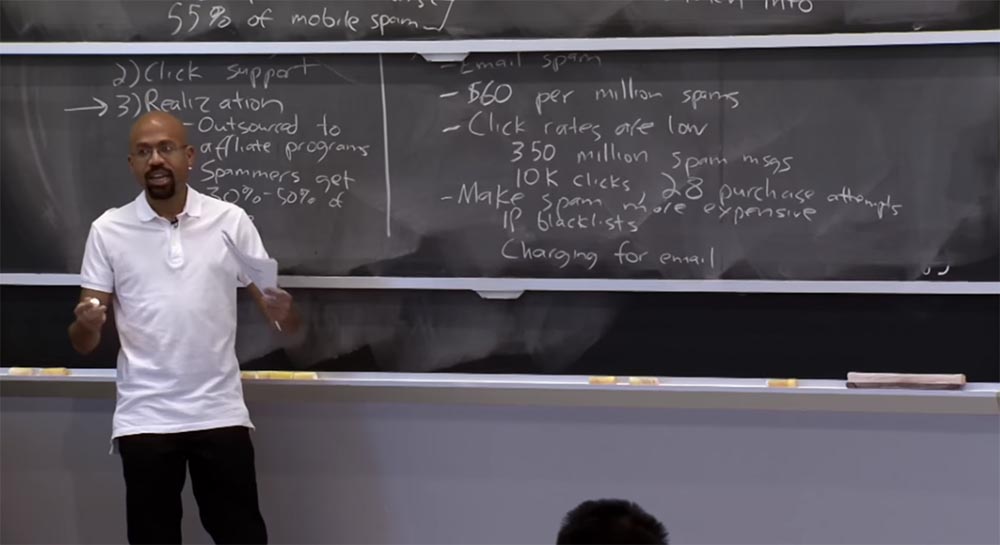 55% of mobile spam
into
2) Click support
→ 3) Realization
- Outsourced to
affiliate programs
Spammers get
30%-50% of
- Email spam
- $60 per million spams
- Click rates are low
350 million spam msgs
10K clicks, 28 purchase attempts
- Make spam more expensive
IP blacklists
Charging for email